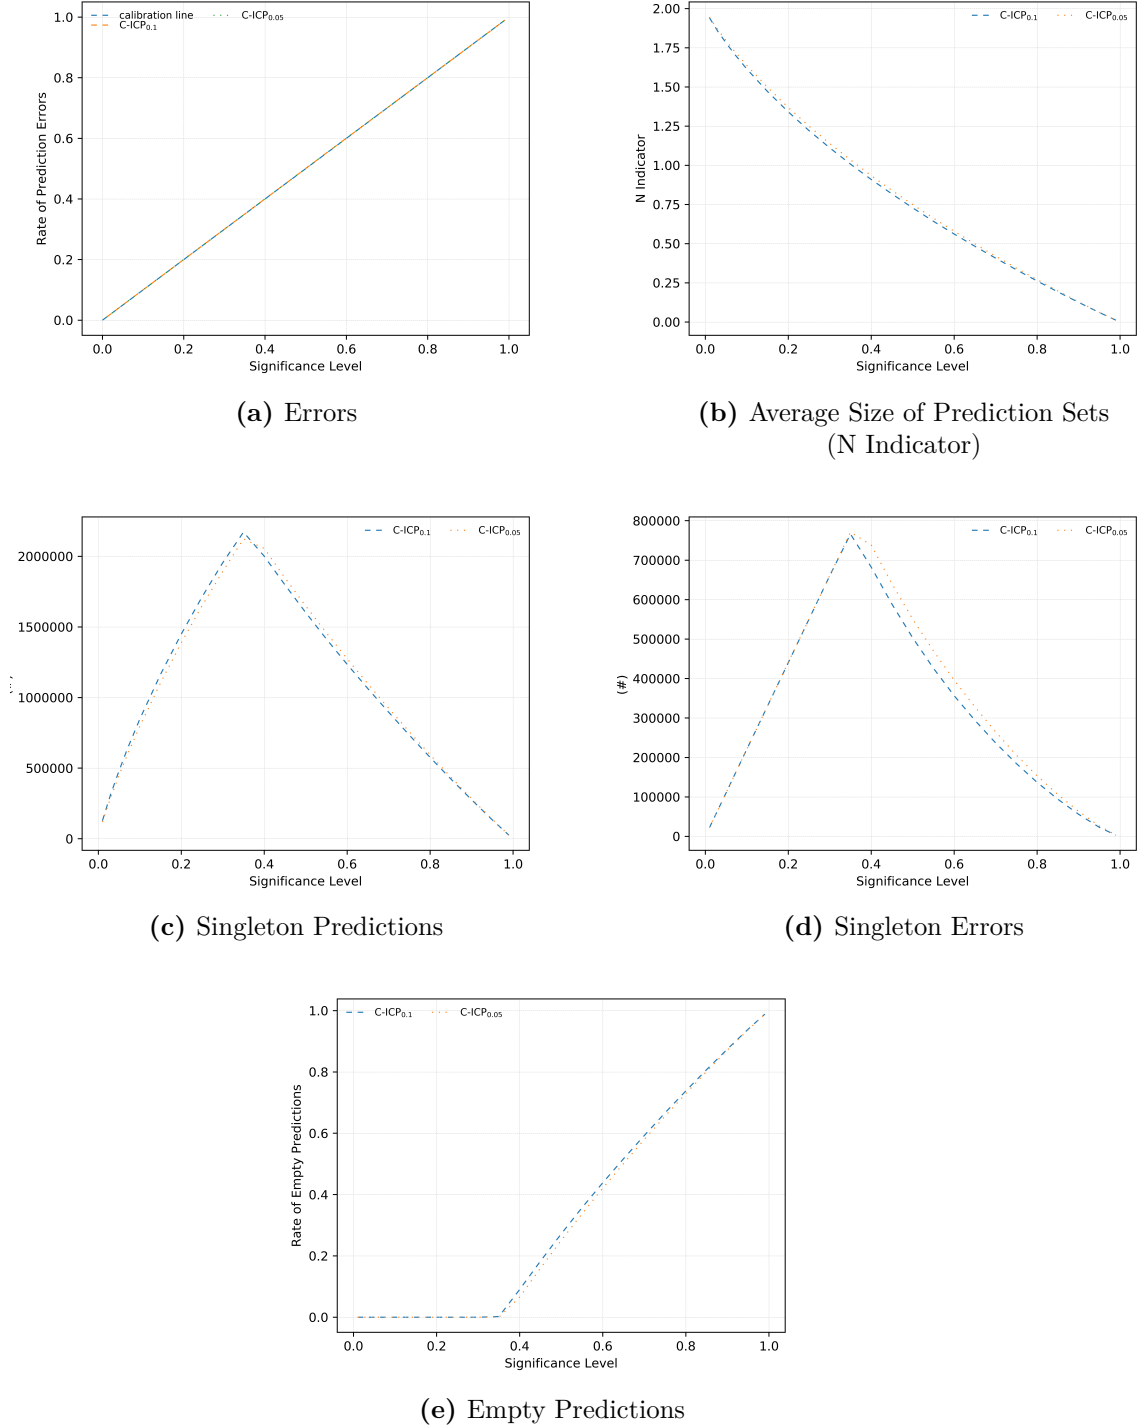 calibration line
C-ICP0.1
C-ICP0.05
1.0
0.8
0.6
0.4
0.2
0.0
Rate of Prediction Errors
0.0 0.2 0.4 0.6 0.8 1.0
Significance Level
(a) Errors
C-ICP0.1 C-ICP0.05
2.00
1.75
1.50
1.25
1.00
0.75
0.50
0.25
0.00
N Indicator
0.0 0.2 0.4 0.6 0.8 1.0
Significance Level
(b) Average Size of Prediction Sets
(N Indicator)
C-ICP0.1 C-ICP0.05
2000000
1500000
1000000
500000
0
0.0 0.2 0.4 0.6 0.8 1.0
Significance Level
(c) Singleton Predictions
C-ICP0.1 C-ICP0.05
800000
700000
600000
500000
400000
300000
200000
100000
0
(#)
0.0 0.2 0.4 0.6 0.8 1.0
Significance Level
(d) Singleton Errors
C-ICP0.1 C-ICP0.05
1.0
0.8
0.6
0.4
0.2
0.0
Rate of Empty Predictions
0.0 0.2 0.4 0.6 0.8 1.0
Significance Level
(e) Empty Predictions